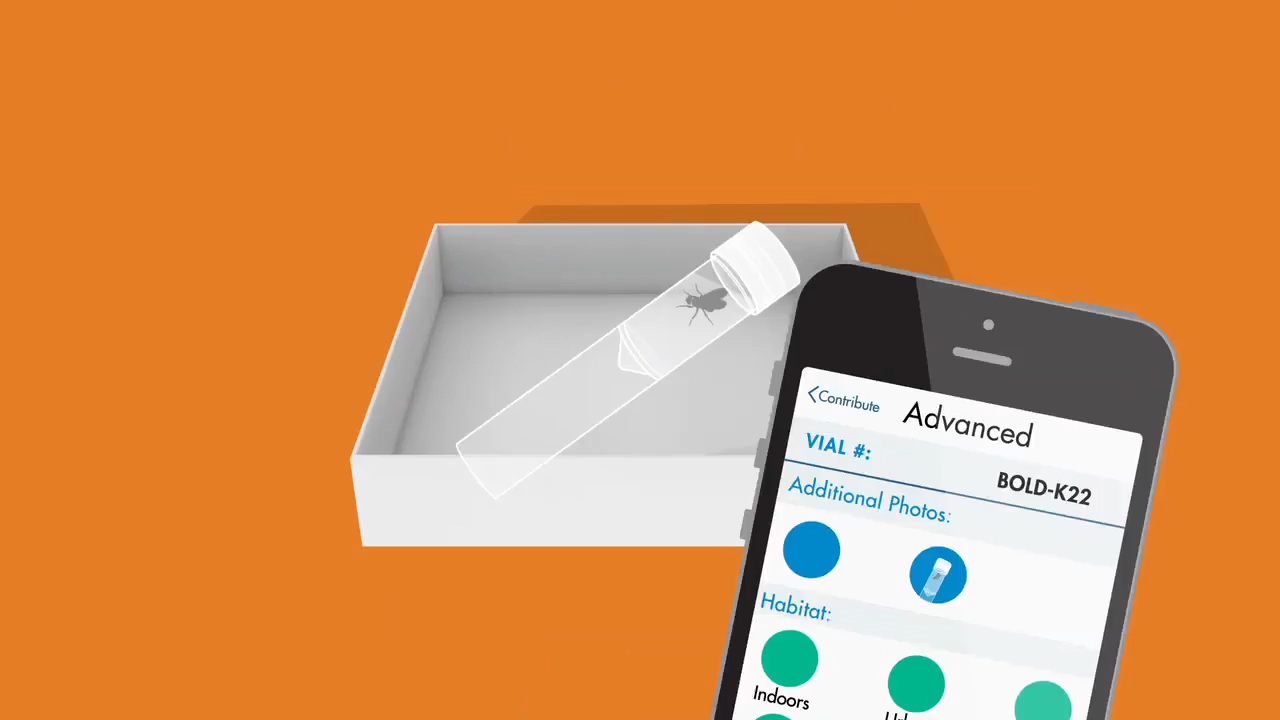 Contribute
Advanced
VIAL #:
BOLD-K22
Additional Photos:
Habitat:
Indoors